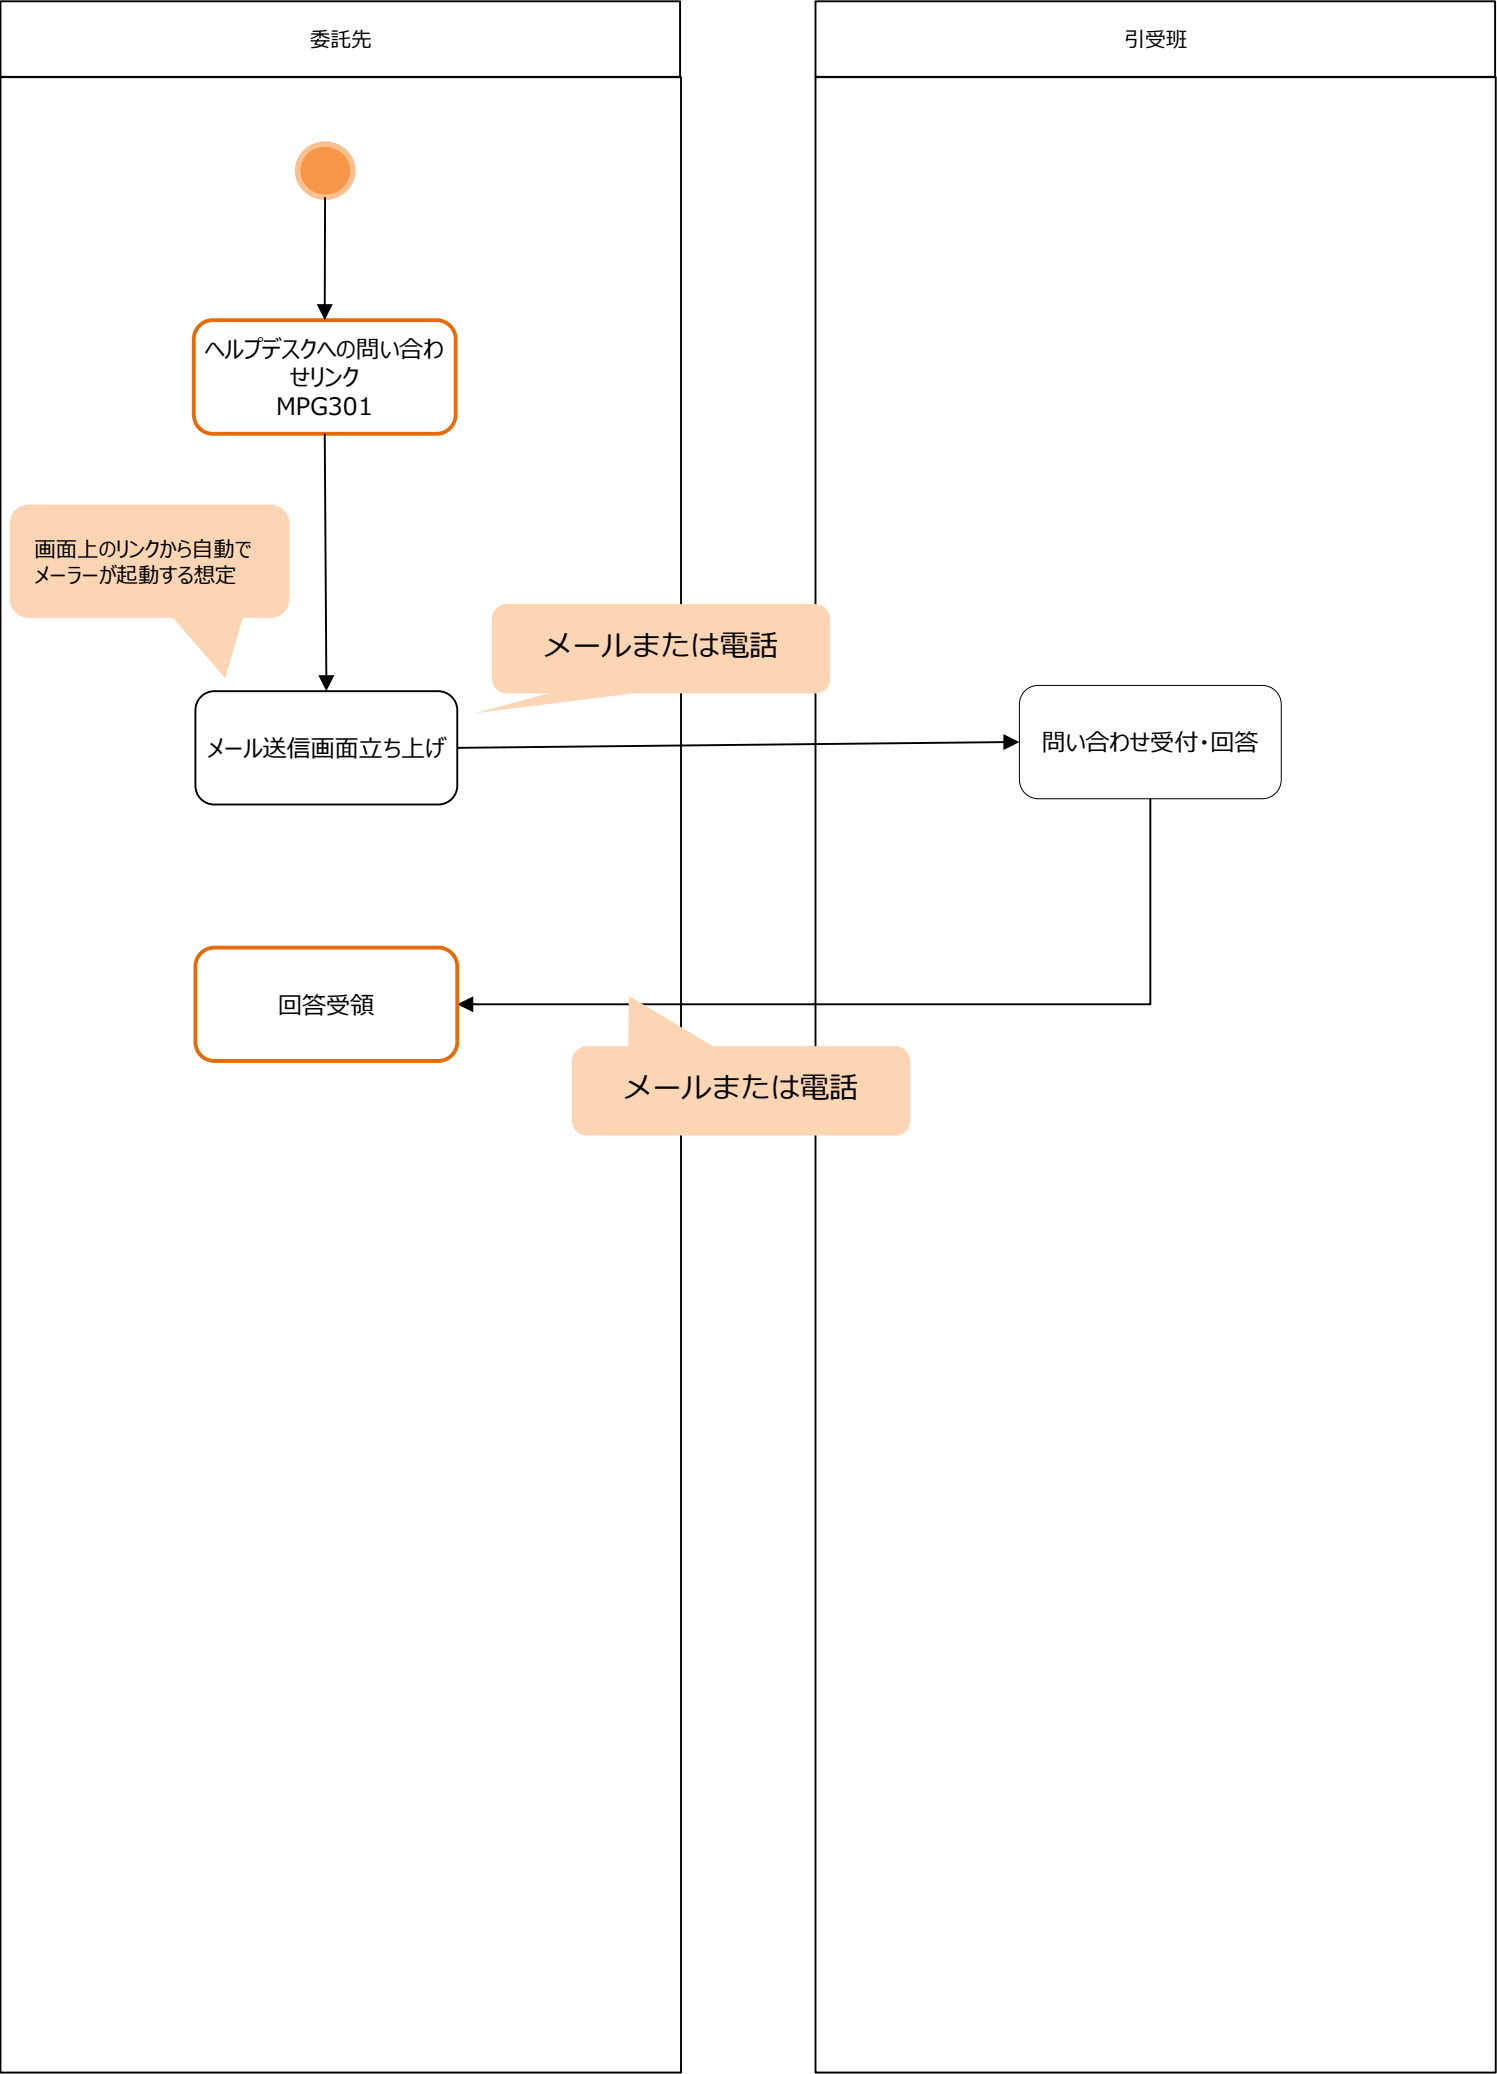 委託先
引受班
ヘルプデスクへの問い合わ
せリンク
MPG301
画面上のリンクから自動で
メーラーが起動する想定
メールまたは電話
メール送信画面立ち上げ
問い合わせ受付・回答
回答受領
メールまたは電話